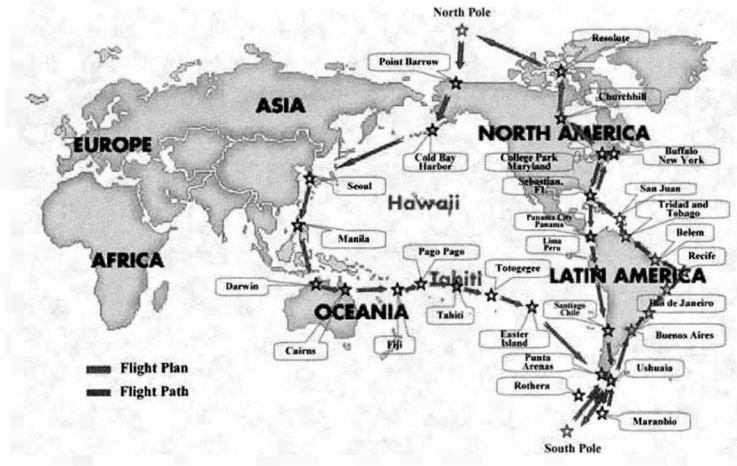 North Pole
Resolute
Point Barrow
ASIA
Churchhill
NORTH AMERICA
EUROPE
Cold Bay
Harbor
College Park
Maryland
Buffalo
New York
Seoul
Sebastian,
FL
Hawaji
San Juan
Tridad and
Tobago
Panama City
Panama
Manila
Lima
Peru
Belem
Pago Pago
Recife
AFRICA
Tahiti
Totogegee
LATIN AMERICA
Darwin
OCEANIA
Tahiti
Santiago
Chile
Rio de Janeiro
Cairns
Fiji
Easter
Island
Buenos Aires
Flight Plan
Punta
Arenas
Ushuaia
Flight Path
Rothera
Maranbio
South Pole